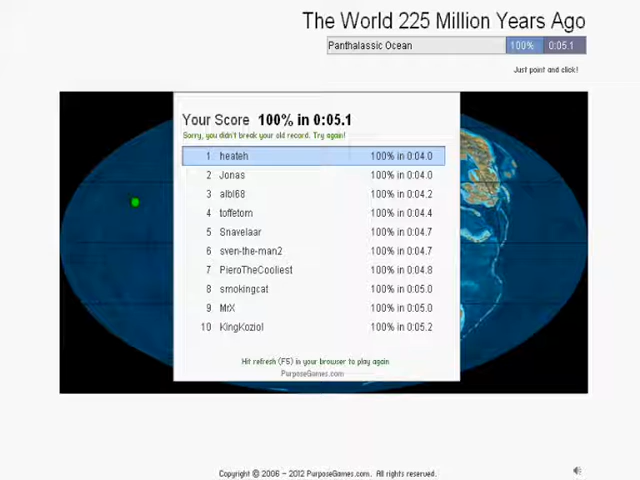 The World 225 Million Years Ago
Panthalassic Ocean 100% 0:05.1
Just point and click!
Your Score 100% in 0:05.1
Sorry, you didn't break your old record. Try again!
1 heateh 100% in 0:04.0
2 Jonas 100% in 0:04.0
3 albl68 100% in 0:04.2
4 toffetorn 100% in 0:04.4
5 Snavelaar 100% in 0:04.7
6 sven-the-man2 100% in 0:04.7
7 PieroTheCooliest 100% in 0:04.8
8 smokingcat 100% in 0:05.0
9 MrX 100% in 0:05.0
10 KingKoziol 100% in 0:05.2
Hit refresh (F5) in your browser to play again
PurposeGames.com
Copyright © 2006 - 2012 PurposeGames.com. All rights reserved.